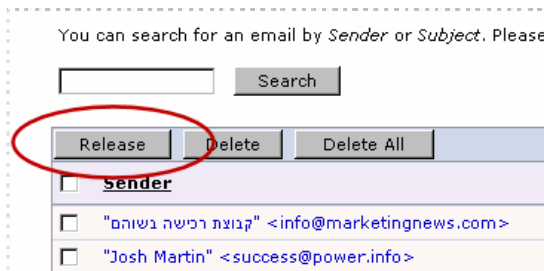 You can search for an email by Sender or Subject. Please
Search
Release Delete Delete All
Sender
"קבוצת רכישה בשוהם" <info@marketingnews.com>
"Josh Martin" <success@power.info>